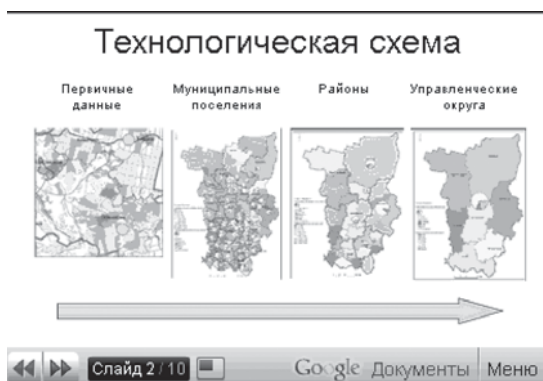 Технологическая схема
Первичные данные
Муниципальные поселения
Районы
Управленческие округа
Слайд 2 / 10
Google Документы
Меню